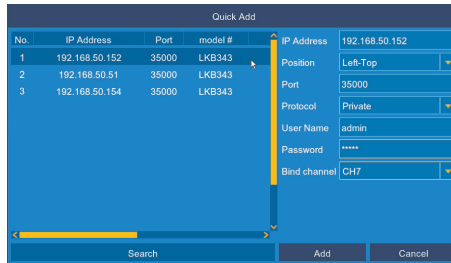 Quick Add
No. IP Address Port model #
1 192.168.50.152 35000 LKB343
2 192.168.50.51 35000 LKB343
3 192.168.50.154 35000 LKB343
IP Address 192.168.50.152
Position Left-Top
Port 35000
Protocol Private
User Name admin
Password *****
Bind channel CH7
Search Add Cancel